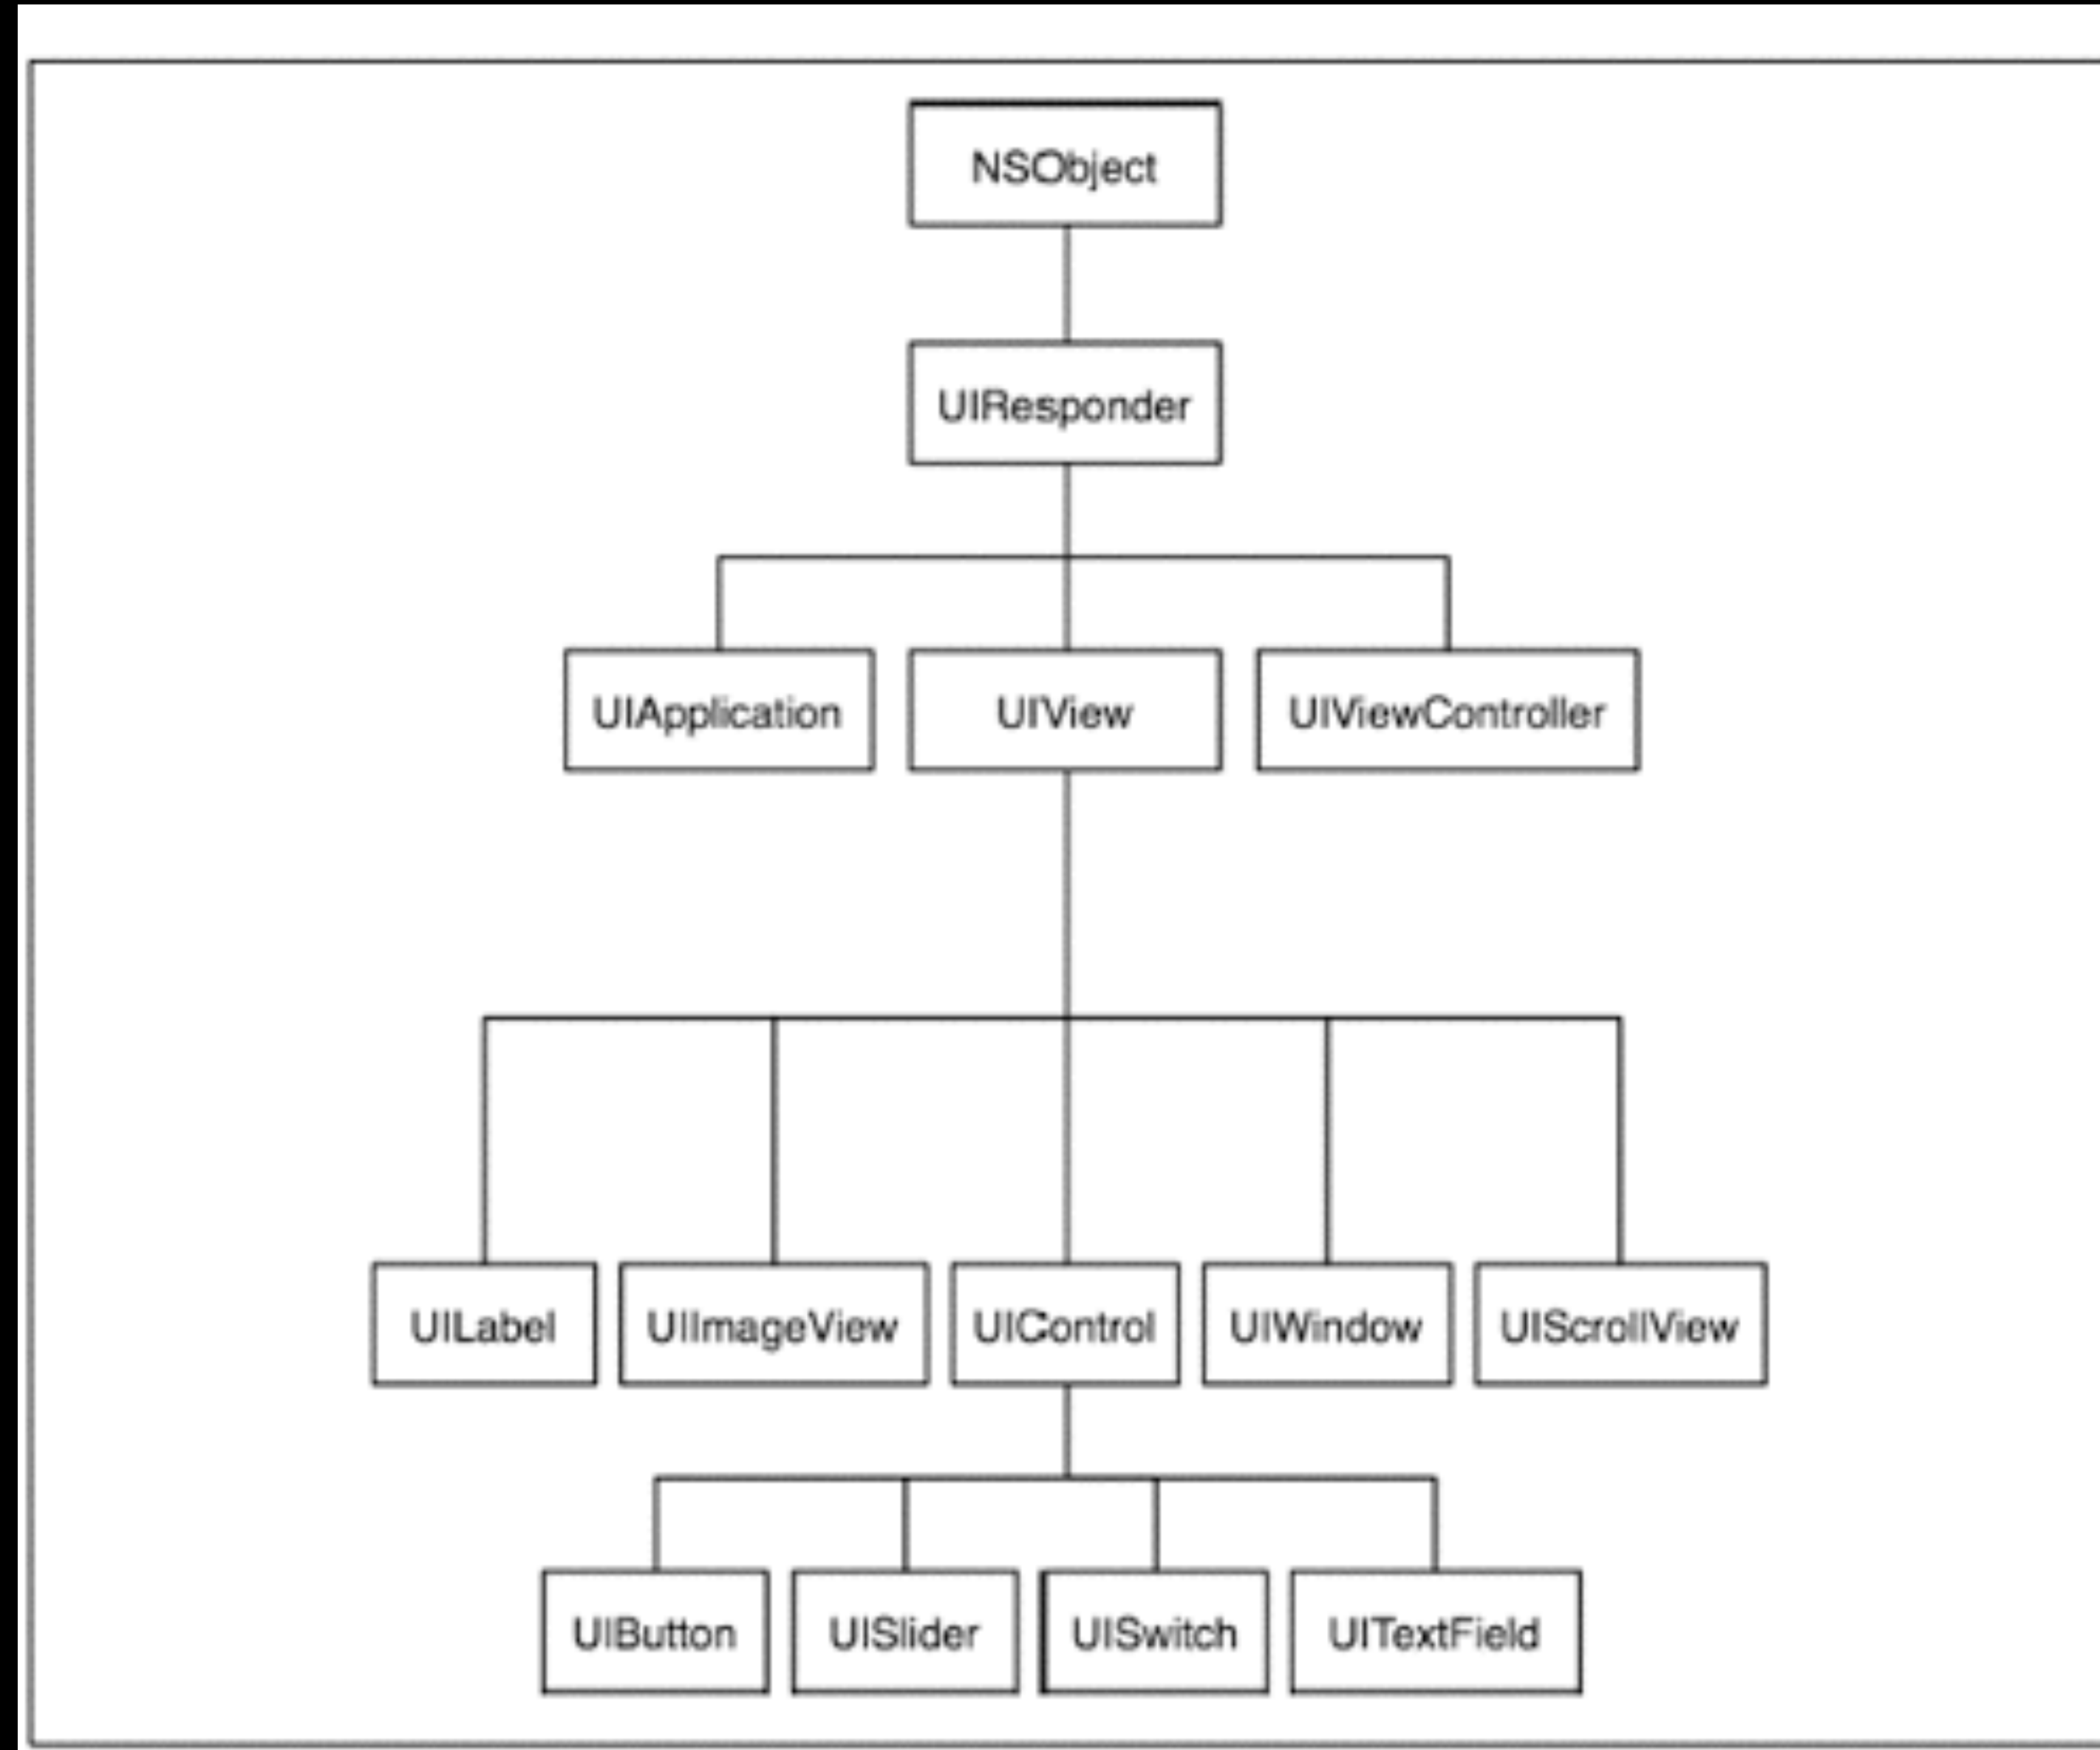 NSObject
UIResponder
UIApplication UIView UIViewController
UILabel UIImageView UIControl UIWindow UIScrollView
UIButton UISlider UISwitch UITextField